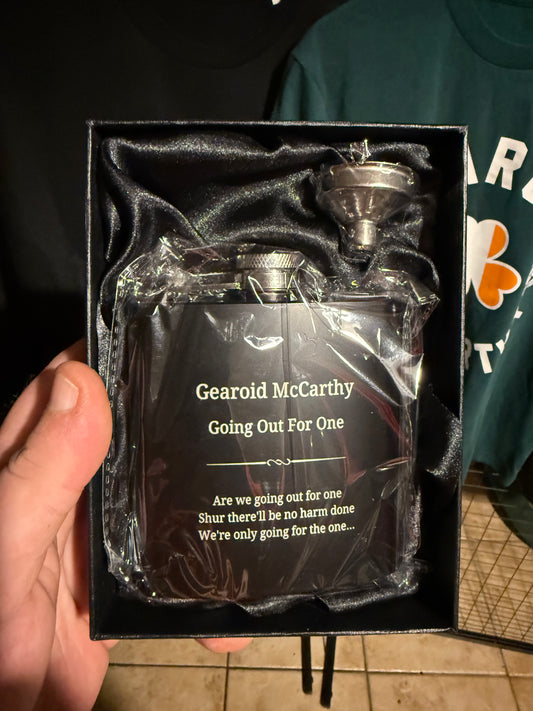 Gearoid McCarthy
Going Out For One
Are we going out for one
Shur there'll be no harm done
We're only going for the one...